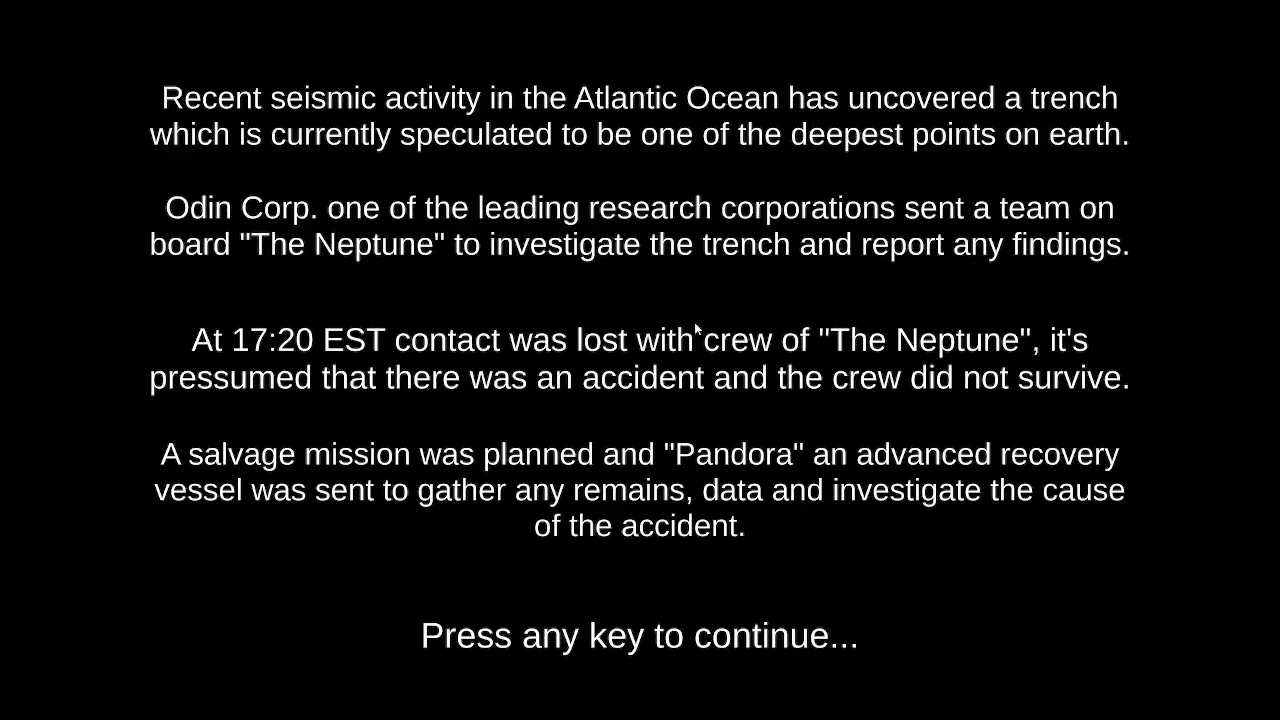 Recent seismic activity in the Atlantic Ocean has uncovered a trench
which is currently speculated to be one of the deepest points on earth.
Odin Corp. one of the leading research corporations sent a team on
board "The Neptune" to investigate the trench and report any findings.
At 17:20 EST contact was lost with crew of "The Neptune", it's
pressumed that there was an accident and the crew did not survive.
A salvage mission was planned and "Pandora" an advanced recovery
vessel was sent to gather any remains, data and investigate the cause
of the accident.
Press any key to continue...